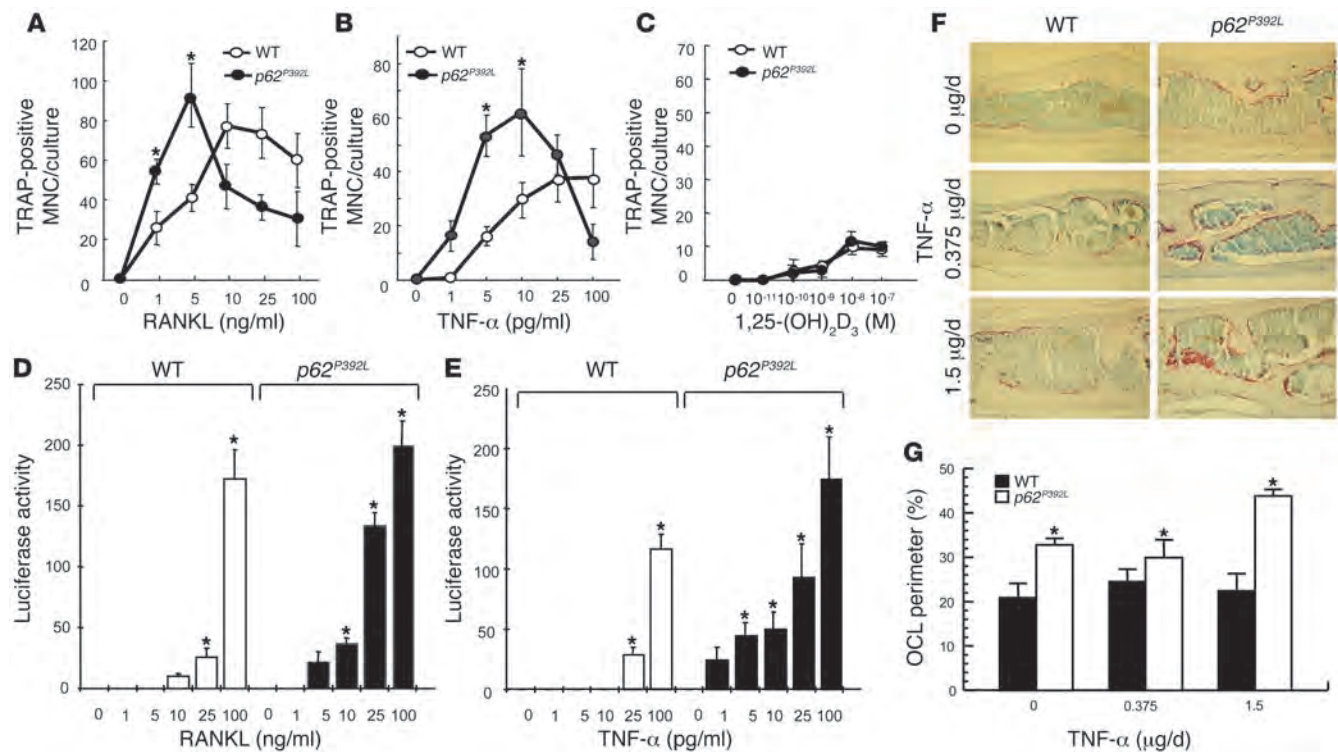 A
WT
p62P392L
TRAP-positive
MNC/culture
120
100
80
60
40
20
0
0 1 5 10 25 100
RANKL (ng/ml)
B
WT
p62P392L
TRAP-positive
MNC/culture
80
60
40
20
0
0 1 5 10 25 100
TNF-α (pg/ml)
C
WT
p62P392L
TRAP-positive
MNC/culture
70
60
50
40
30
20
10
0
0 10-11 10-10 10-9 10-8 10-7
1,25-(OH)2D3 (M)
D
WT p62P392L
Luciferase activity
250
200
150
100
50
0
* * * * *
0 1 5 10 25 100 0 1 5 10 25 100
RANKL (ng/ml)
E
WT p62P392L
Luciferase activity
250
200
150
100
50
0
* * * * * *
0 1 5 10 25 100 0 1 5 10 25 100
TNF-α (pg/ml)
F
WT p62P392L
TNF-α
0 μg/d
0.375 μg/d
1.5 μg/d
G
WT
p62P392L
OCL perimeter (%)
50
40
30
20
10
0
* * *
0 0.375 1.5
TNF-α (μg/d)